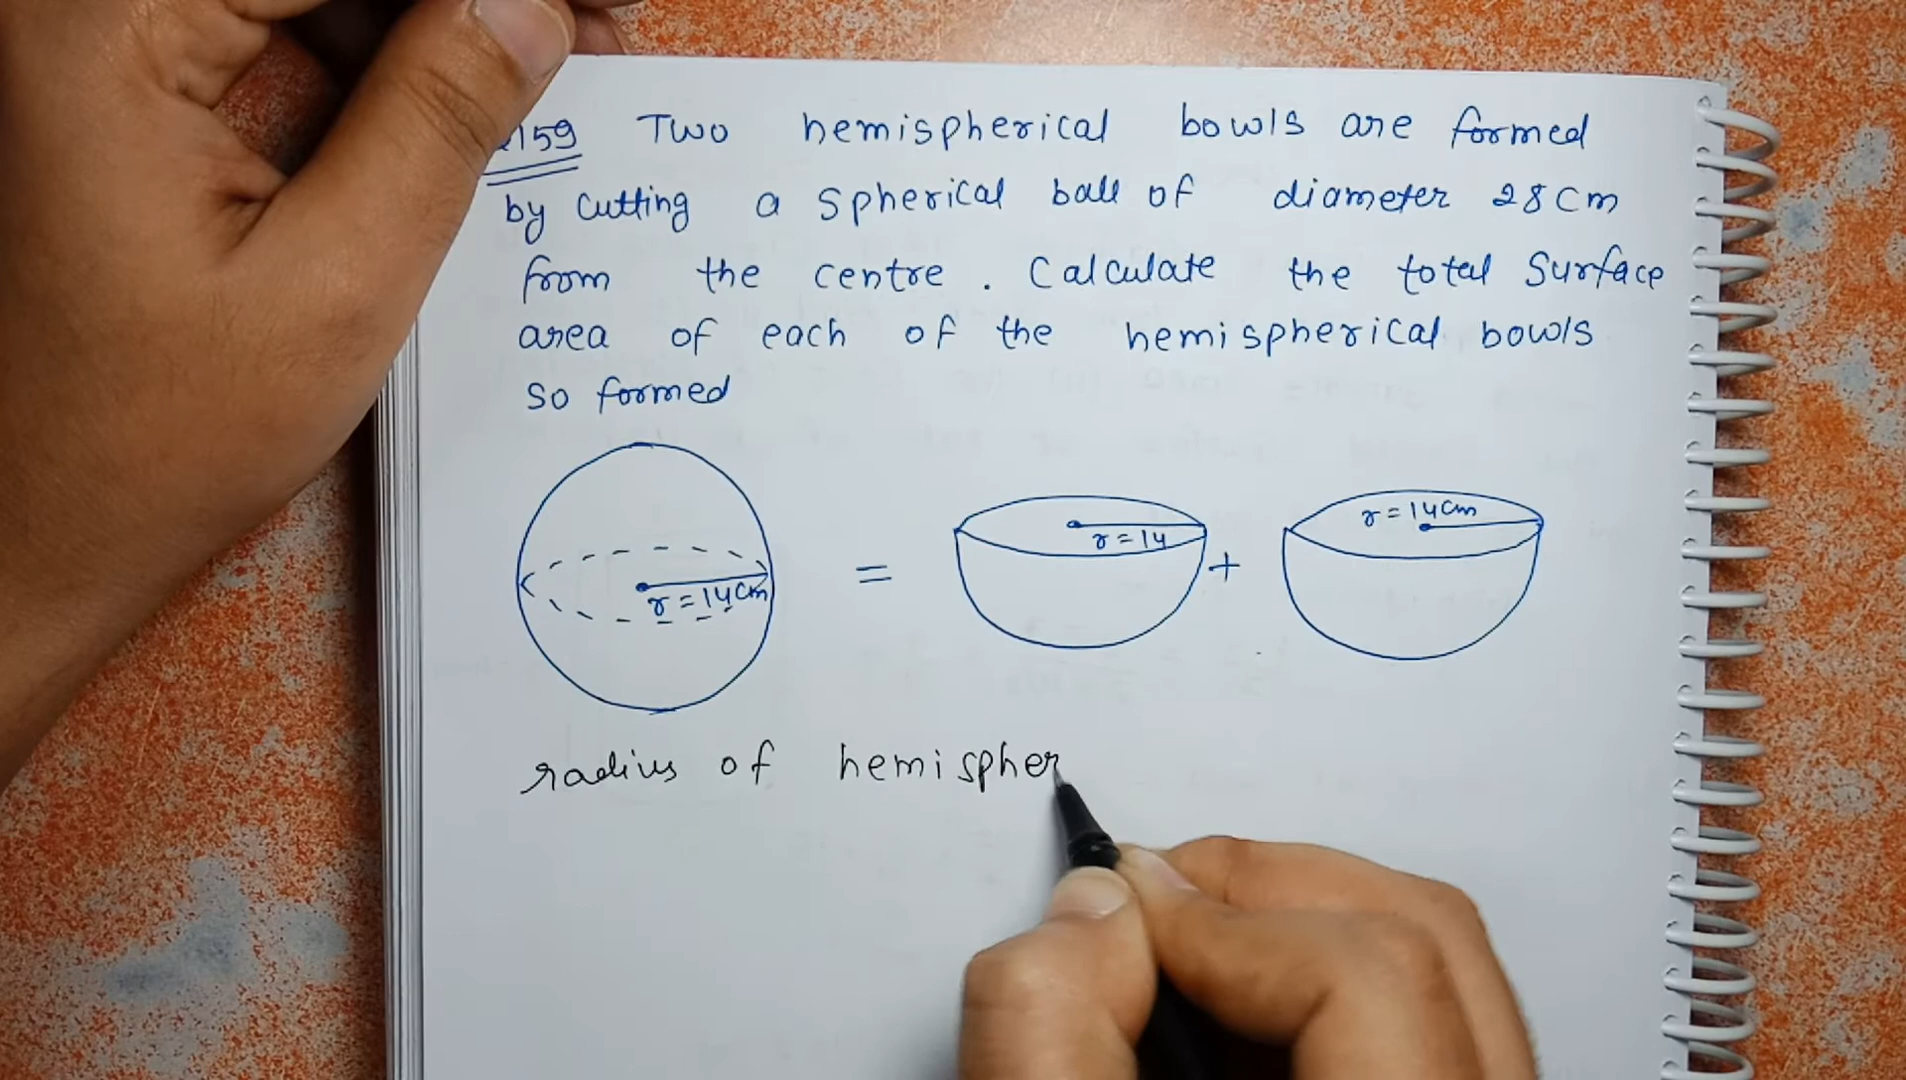 159 Two hemispherical bowls are formed
by cutting a spherical ball of diameter 28cm
from the centre. Calculate the total Surface
area of each of the hemispherical bowls
so formed
r = 14cm
=
r = 14
+
r = 14cm
radius of hemispher